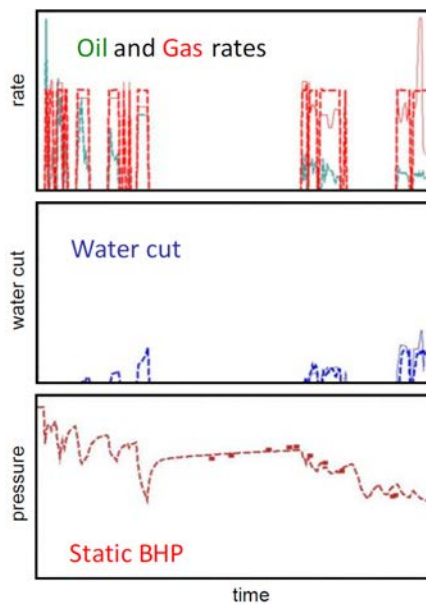 Oil and Gas rates
rate
Water cut
water cut
pressure
Static BHP
time